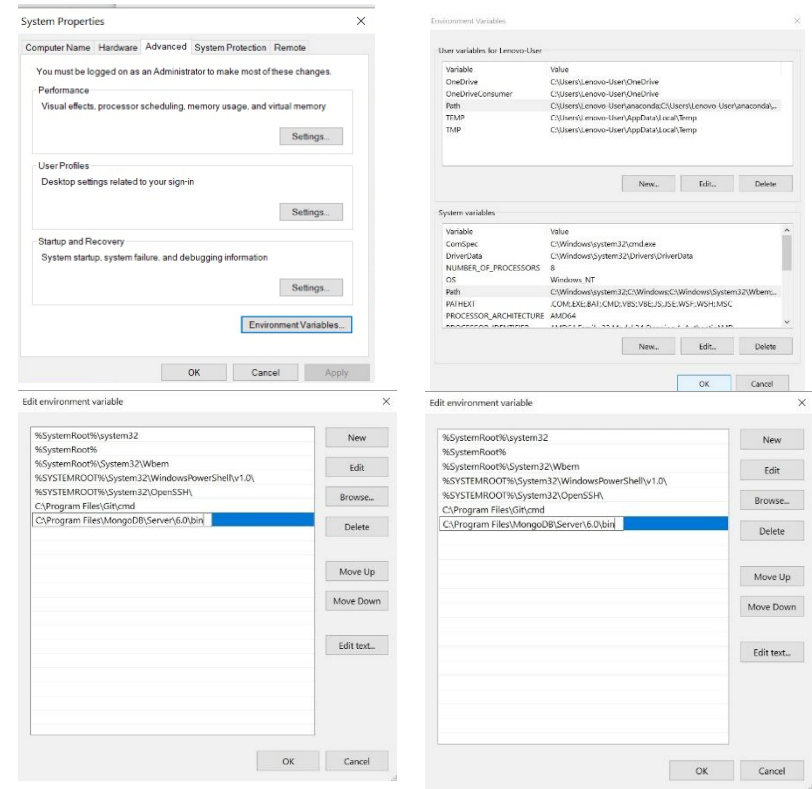 System Properties
Computer Name Hardware Advanced System Protection Remote
You must be logged on as an Administrator to make most of these changes.
Performance
Visual effects, processor scheduling, memory usage, and virtual memory
Settings...
User Profiles
Desktop settings related to your sign-in
Settings...
Startup and Recovery
System startup, system failure, and debugging information
Settings...
Environment Variables...
OK Cancel Apply
Environment Variables
User variables for Lenovo-User
Variable Value
OneDrive C:\Users\Lenovo-User\OneDrive
OneDriveConsumer C:\Users\Lenovo-User\OneDrive
Path C:\Users\Lenovo-User\anaconda;C:\Users\Lenovo-User\anaconda\...
TEMP C:\Users\Lenovo-User\AppData\Local\Temp
TMP C:\Users\Lenovo-User\AppData\Local\Temp
New... Edit... Delete
System variables
Variable Value
ComSpec C:\Windows\system32\cmd.exe
DriverData C:\Windows\System32\Drivers\DriverData
NUMBER_OF_PROCESSORS 8
OS Windows_NT
Path C:\Windows\system32;C:\Windows;C:\Windows\System32\Wbem;...
PATHEXT .COM;.EXE;.BAT;.CMD;.VBS;.VBE;.JS;.JSE;.WSF;.WSH;.MSC
PROCESSOR_ARCHITECTURE AMD64
New... Edit... Delete
OK Cancel
Edit environment variable
%SystemRoot%\system32
%SystemRoot%
%SystemRoot%\System32\Wbem
%SYSTEMROOT%\System32\WindowsPowerShell\v1.0\
%SYSTEMROOT%\System32\OpenSSH\
C:\Program Files\Git\cmd
C:\Program Files\MongoDB\Server\6.0\bin
New
Edit
Browse...
Delete
Move Up
Move Down
Edit text...
OK Cancel
Edit environment variable
%SystemRoot%\system32
%SystemRoot%
%SystemRoot%\System32\Wbem
%SYSTEMROOT%\System32\WindowsPowerShell\v1.0\
%SYSTEMROOT%\System32\OpenSSH\
C:\Program Files\Git\cmd
C:\Program Files\MongoDB\Server\6.0\bin
New
Edit
Browse...
Delete
Move Up
Move Down
Edit text...
OK Cancel